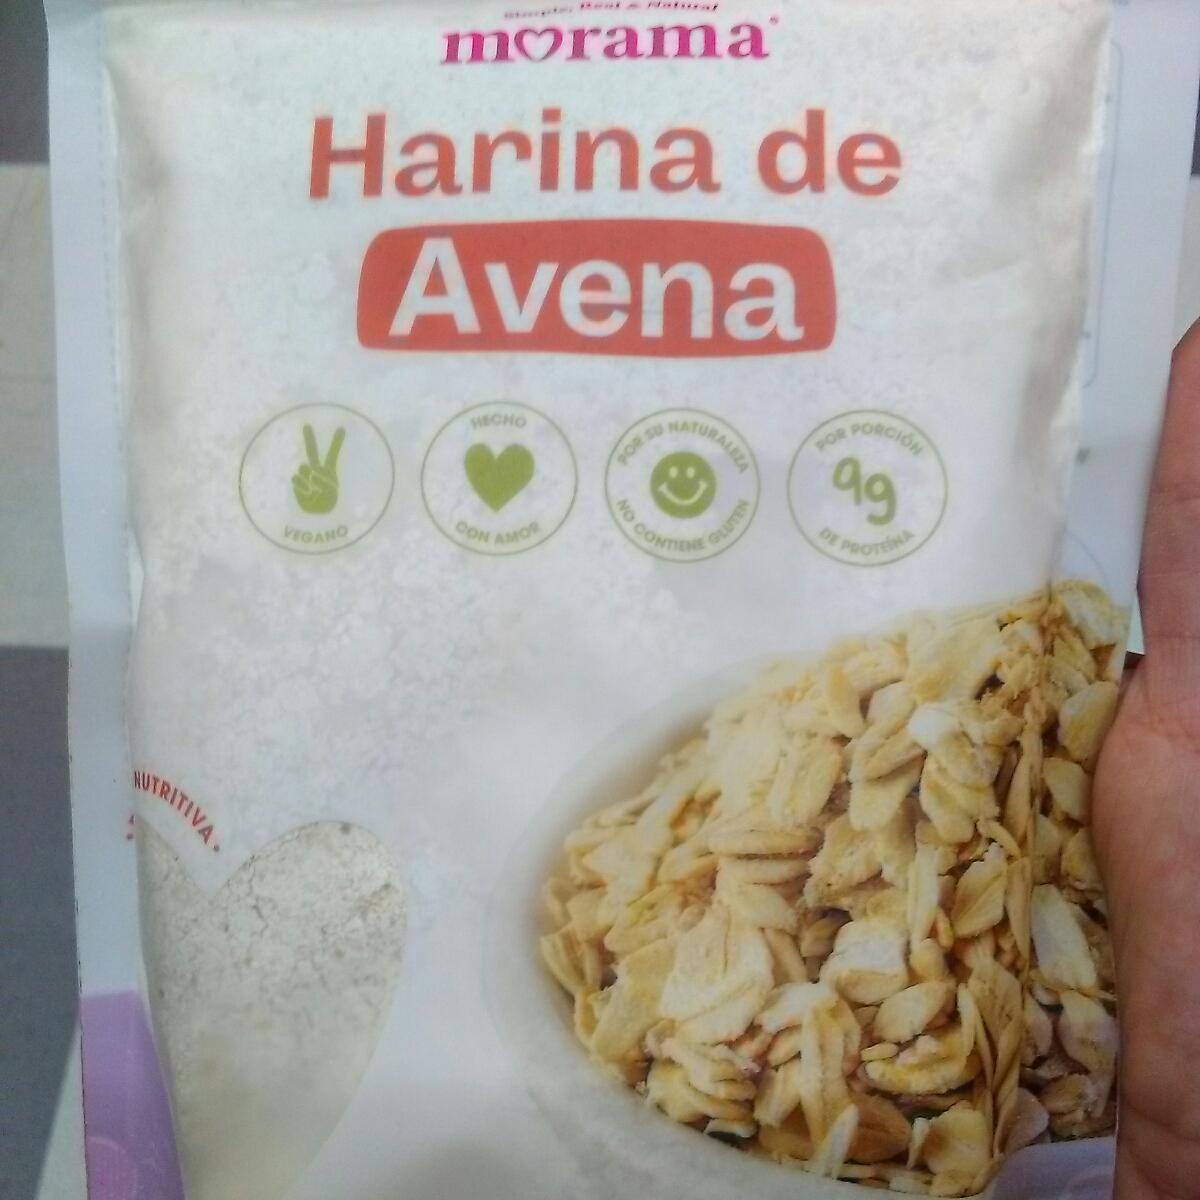 Simple, Real & Natural
morama
Harina de
Avena
VEGANO
HECHO
CON AMOR
POR SU NATURALEZA
NO CONTIENE GLUTEN
POR PORCIÓN
9g
DE PROTEÍNA
NUTRITIVA.